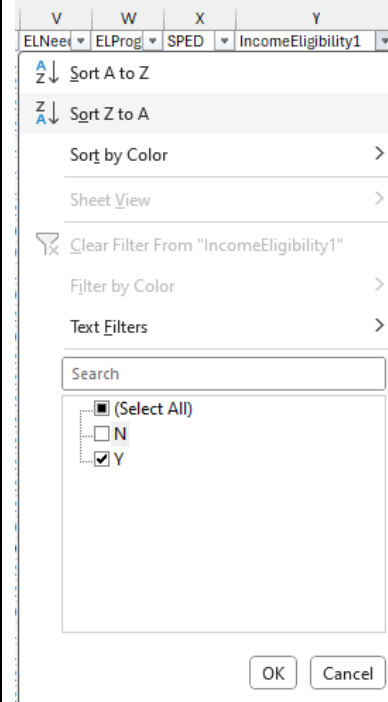 V W X Y
ELNee ELProg SPED IncomeEligibility1
Sort A to Z
Sort Z to A
Sort by Color
Sheet View
Clear Filter From "IncomeEligibility1"
Filter by Color
Text Filters
Search
(Select All)
N
Y
OK Cancel